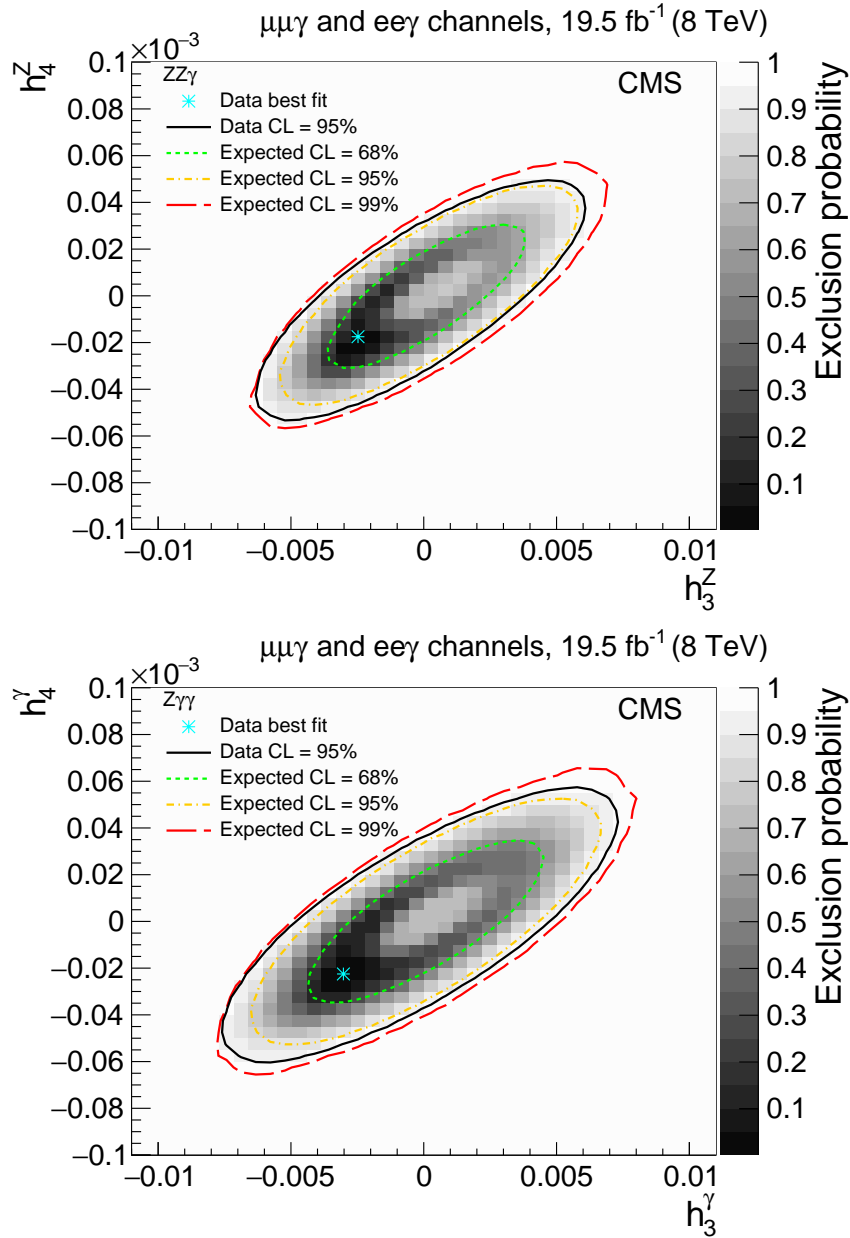 μμγ and eeγ channels, 19.5 fb⁻¹ (8 TeV)
×10⁻³
h₄ᶻ
ZZγ
CMS
Data best fit
Data CL = 95%
Expected CL = 68%
Expected CL = 95%
Expected CL = 99%
0.1
0.08
0.06
0.04
0.02
0
−0.02
−0.04
−0.06
−0.08
−0.1
−0.01 −0.005 0 0.005 0.01
h₃ᶻ
1
0.9
0.8
0.7
0.6
0.5
0.4
0.3
0.2
0.1
Exclusion probability
μμγ and eeγ channels, 19.5 fb⁻¹ (8 TeV)
×10⁻³
h₄ᵞ
Zγγ
CMS
Data best fit
Data CL = 95%
Expected CL = 68%
Expected CL = 95%
Expected CL = 99%
0.1
0.08
0.06
0.04
0.02
0
−0.02
−0.04
−0.06
−0.08
−0.1
−0.01 −0.005 0 0.005 0.01
h₃ᵞ
1
0.9
0.8
0.7
0.6
0.5
0.4
0.3
0.2
0.1
Exclusion probability